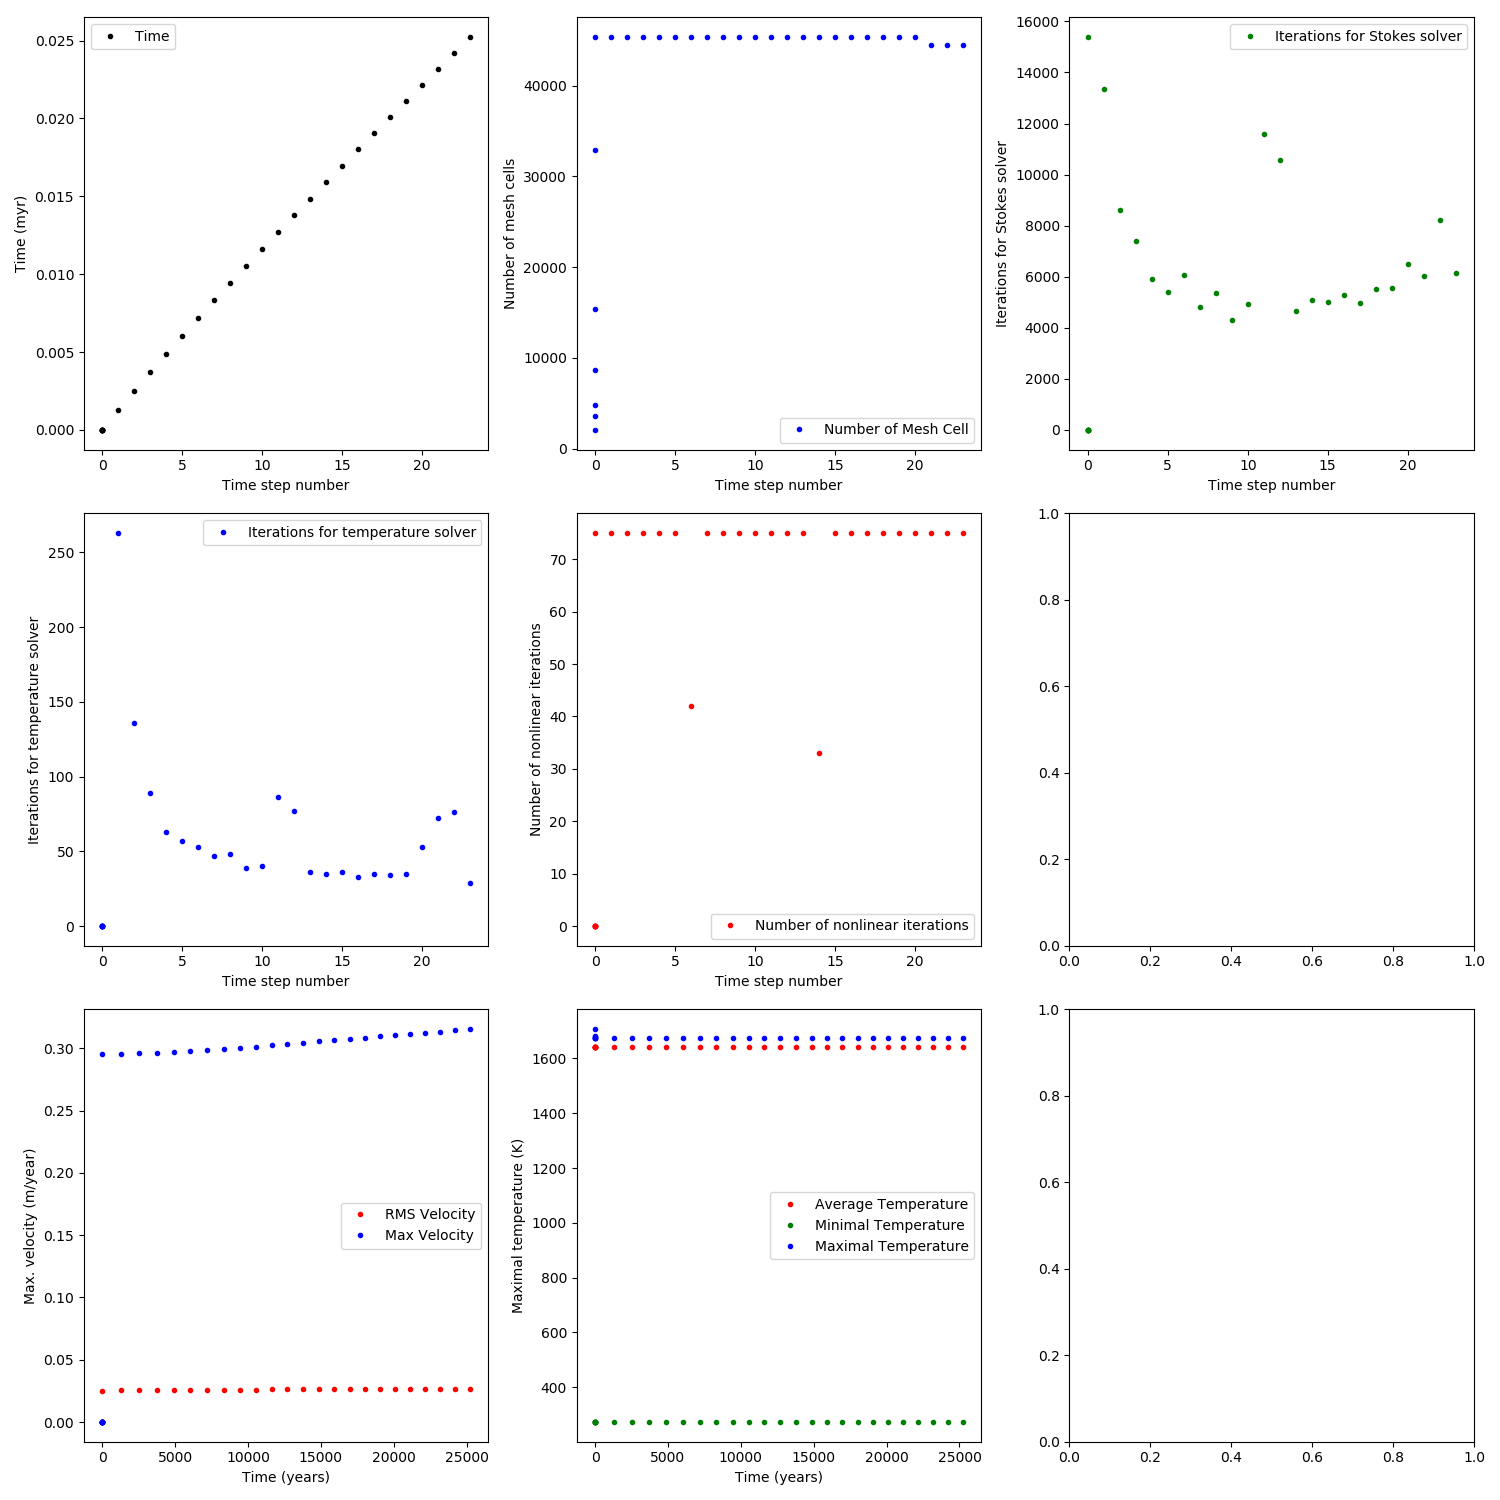 Time
Time (myr)
0.025
0.020
0.015
0.010
0.005
0.000
0 5 10 15 20
Time step number
Number of Mesh Cell
Number of mesh cells
40000
30000
20000
10000
0
0 5 10 15 20
Time step number
Iterations for Stokes solver
Iterations for Stokes solver
16000
14000
12000
10000
8000
6000
4000
2000
0
0 5 10 15 20
Time step number
Iterations for temperature solver
Iterations for temperature solver
250
200
150
100
50
0
0 5 10 15 20
Time step number
Number of nonlinear iterations
Number of nonlinear iterations
70
60
50
40
30
20
10
0
0 5 10 15 20
Time step number
1.0
0.8
0.6
0.4
0.2
0.0
0.0 0.2 0.4 0.6 0.8 1.0
Max. velocity (m/year)
0.30
0.25
0.20
0.15
0.10
0.05
0.00
RMS Velocity
Max Velocity
0 5000 10000 15000 20000 25000
Time (years)
Maximal temperature (K)
1600
1400
1200
1000
800
600
400
Average Temperature
Minimal Temperature
Maximal Temperature
0 5000 10000 15000 20000 25000
Time (years)
1.0
0.8
0.6
0.4
0.2
0.0
0.0 0.2 0.4 0.6 0.8 1.0